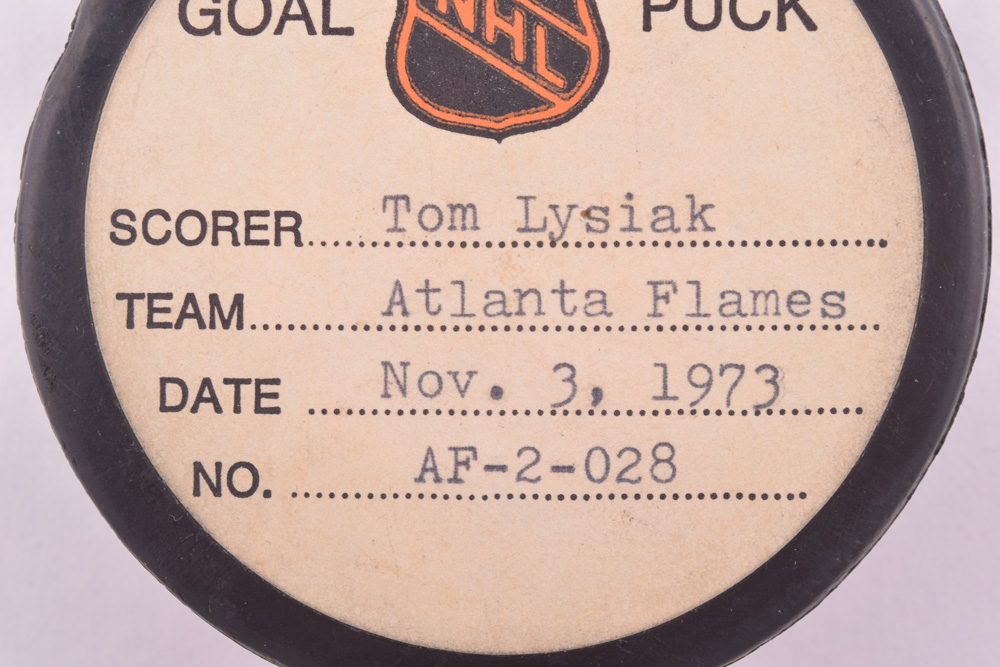 GOAL NHL PUCK
SCORER Tom Lysiak
TEAM Atlanta Flames
DATE Nov. 3, 1973
NO. AF-2-028